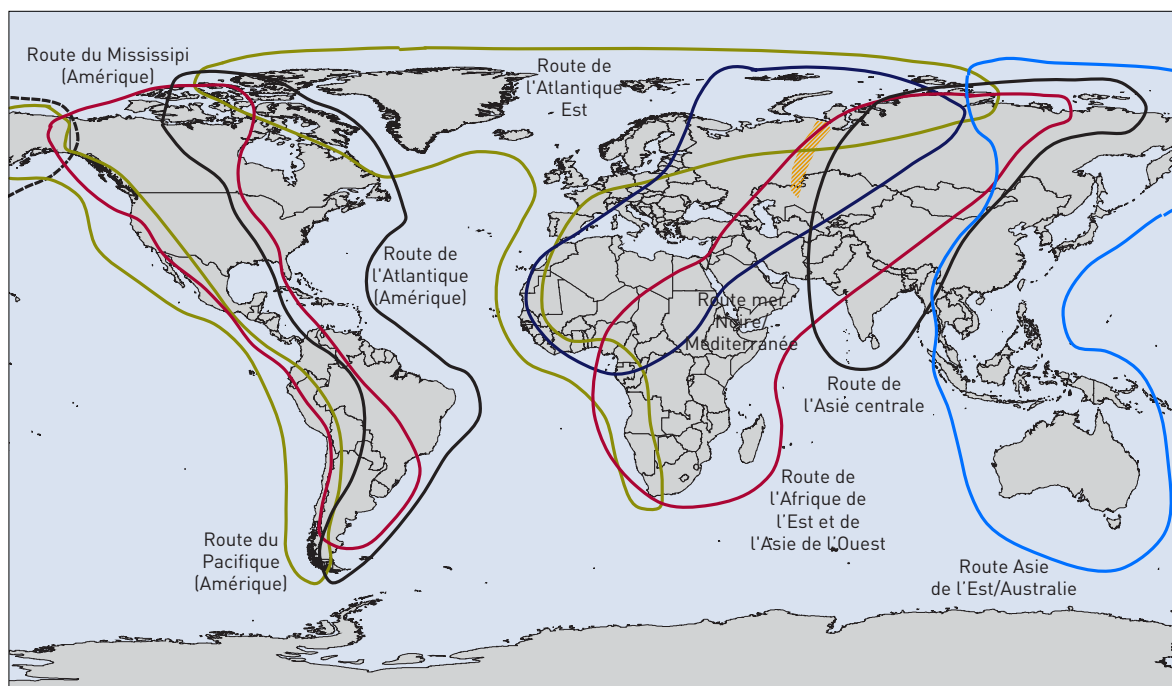 Route du Mississipi
(Amérique)
Route de
l'Atlantique
Est
Route de
l'Atlantique
(Amérique)
Route mer
Noire/
Méditerranée
Route de
l'Asie centrale
Route de
l'Afrique de
l'Est et de
l'Asie de l'Ouest
Route du
Pacifique
(Amérique)
Route Asie
de l'Est/Australie